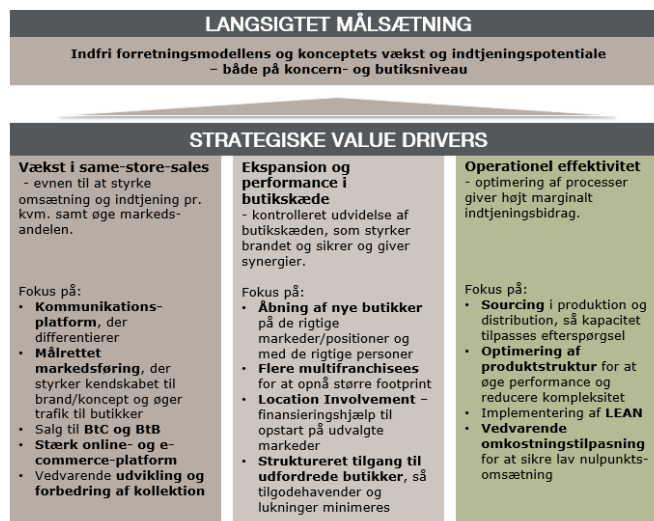 LANGSIGTET MÅLSÆTNING
Indfri forretningsmodellens og konceptets vækst og indtjeningspotentiale
– både på koncern- og butiksniveau
STRATEGISKE VALUE DRIVERS
Vækst i same-store-sales
- evnen til at styrke
omsætning og indtjening pr.
kvm. samt øge markeds-
andelen.
Fokus på:
• Kommunikations-
platform, der
differentierer
• Målrettet
markedsføring, der
styrker kendskabet til
brand/koncept og øger
trafik til butikker
• Salg til BtC og BtB
• Stærk online- og e-
commerce-platform
• Vedvarende udvikling og
forbedring af kollektion
Ekspansion og
performance i
butikskæde
- kontrolleret udvidelse af
butikskæden, som styrker
brandet og sikrer og giver
synergier.
Fokus på:
• Åbning af nye butikker
på de rigtige
markeder/positioner og
med de rigtige personer
• Flere multifranchisees
for at opnå større footprint
• Location Involvement –
finansieringshjælp til
opstart på udvalgte
markeder
• Struktureret tilgang til
udfordrede butikker, så
tilgodehavender og
lukninger minimeres
Operationel effektivitet
- optimering af processer
giver højt marginalt
indtjeningsbidrag.
Fokus på:
• Sourcing i produktion og
distribution, så kapacitet
tilpasses efterspørgsel
• Optimering af
produktstruktur for at
øge performance og
reducere kompleksitet
• Implementering af LEAN
• Vedvarende
omkostningstilpasning
for at sikre lav nulpunkts-
omsætning